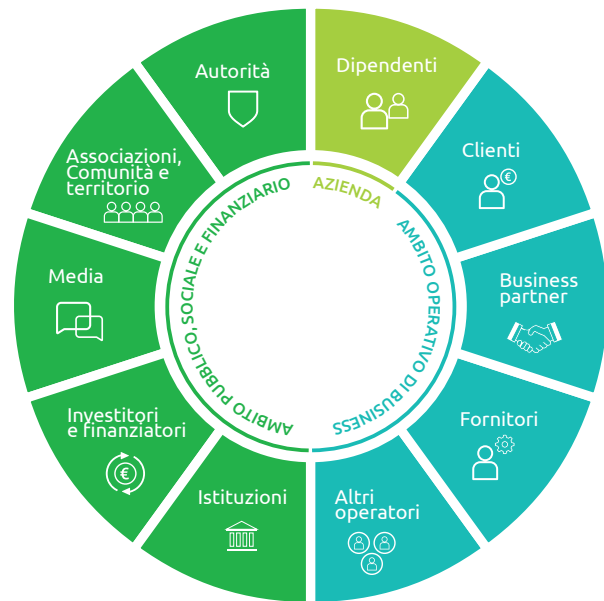 Autorità
Dipendenti
Clienti
Business
partner
Fornitori
Altri
operatori
Istituzioni
Investitori
e finanziatori
Media
Associazioni,
Comunità e
territorio
AZIENDA
AMBITO OPERATIVO DI BUSINESS
AMBITO PUBBLICO, SOCIALE E FINANZIARIO
€
€